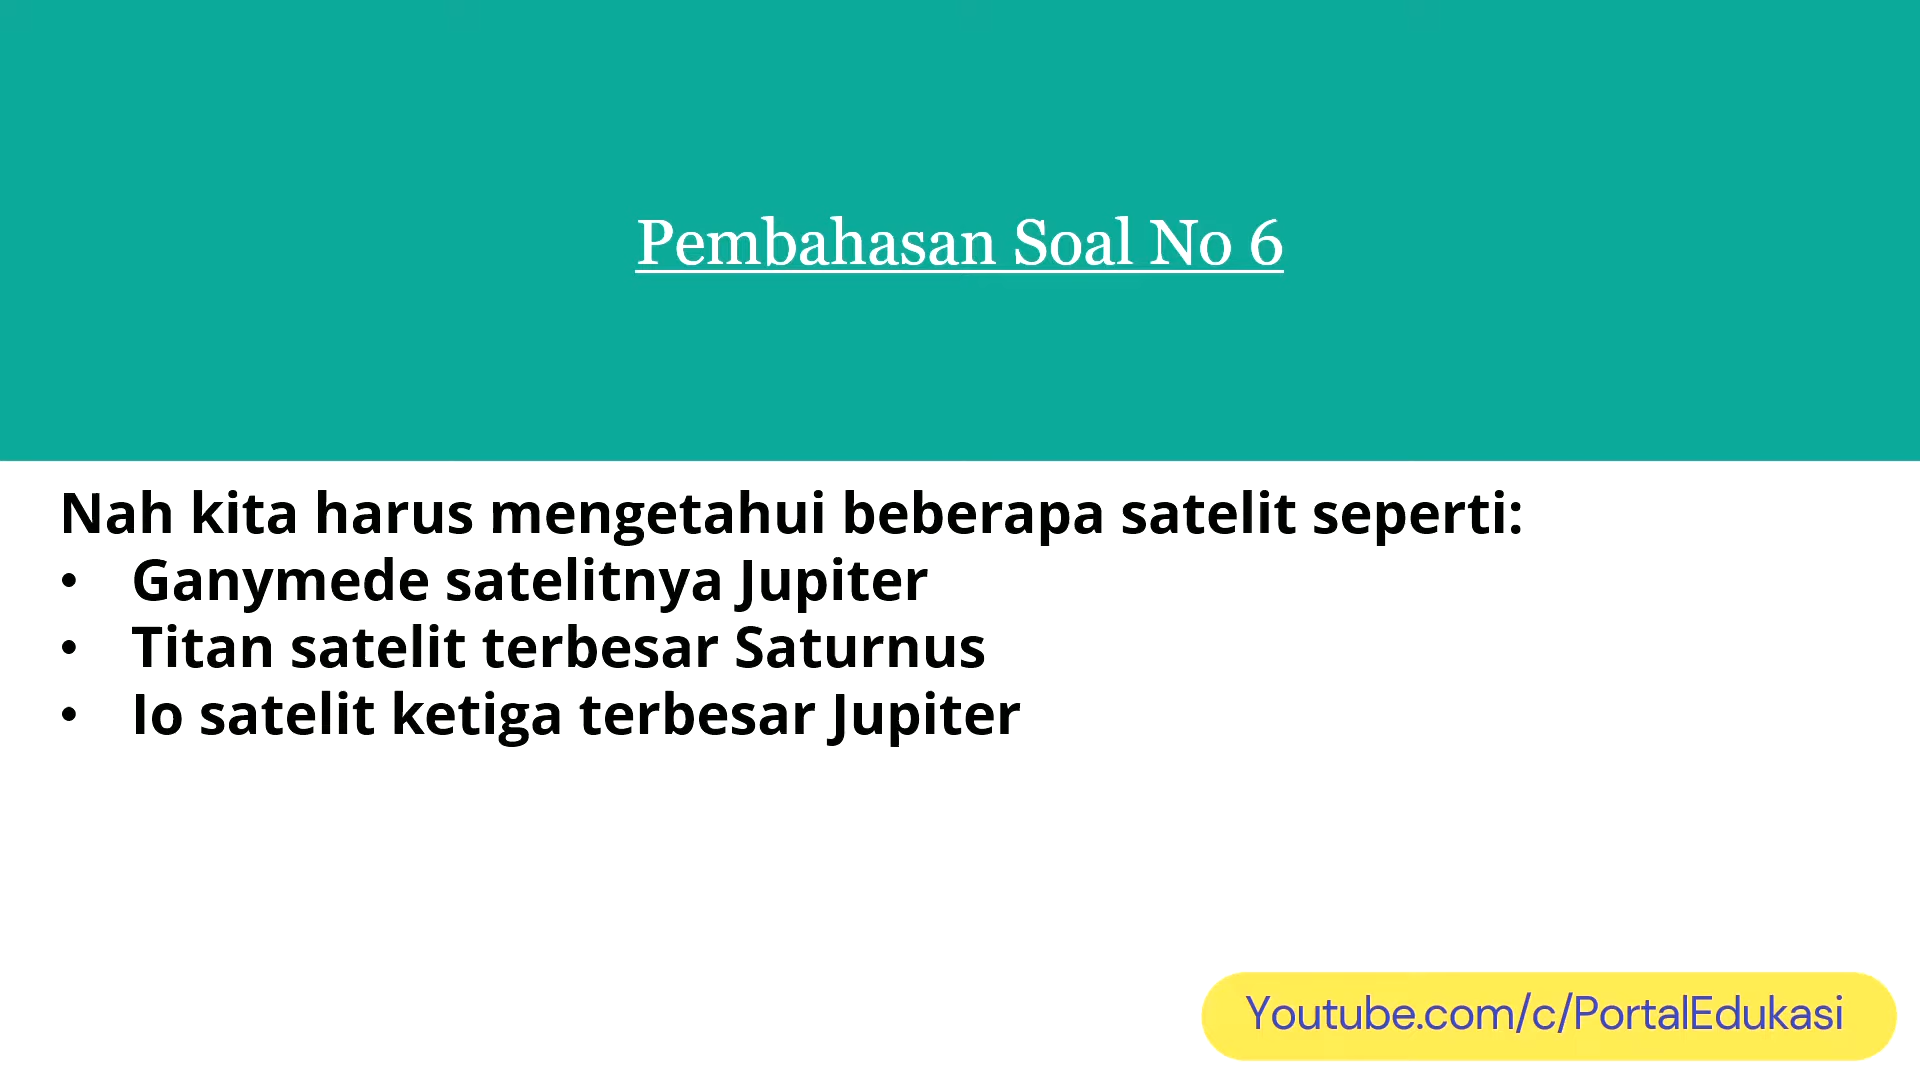 Pembahasan Soal No 6
Nah kita harus mengetahui beberapa satelit seperti:
• Ganymede satelitnya Jupiter
• Titan satelit terbesar Saturnus
• Io satelit ketiga terbesar Jupiter
Youtube.com/c/PortalEdukasi